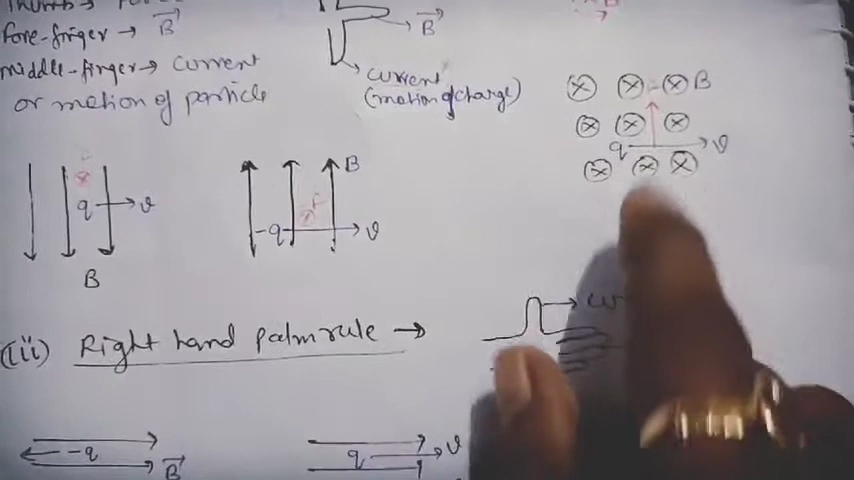 Fore-finger → B
middle-finger → current
or motion of particle
B
current
(motion of charge)
B
q v
q v
B
B
-q v
(ii) Right hand palm rule →
-q
B
q v